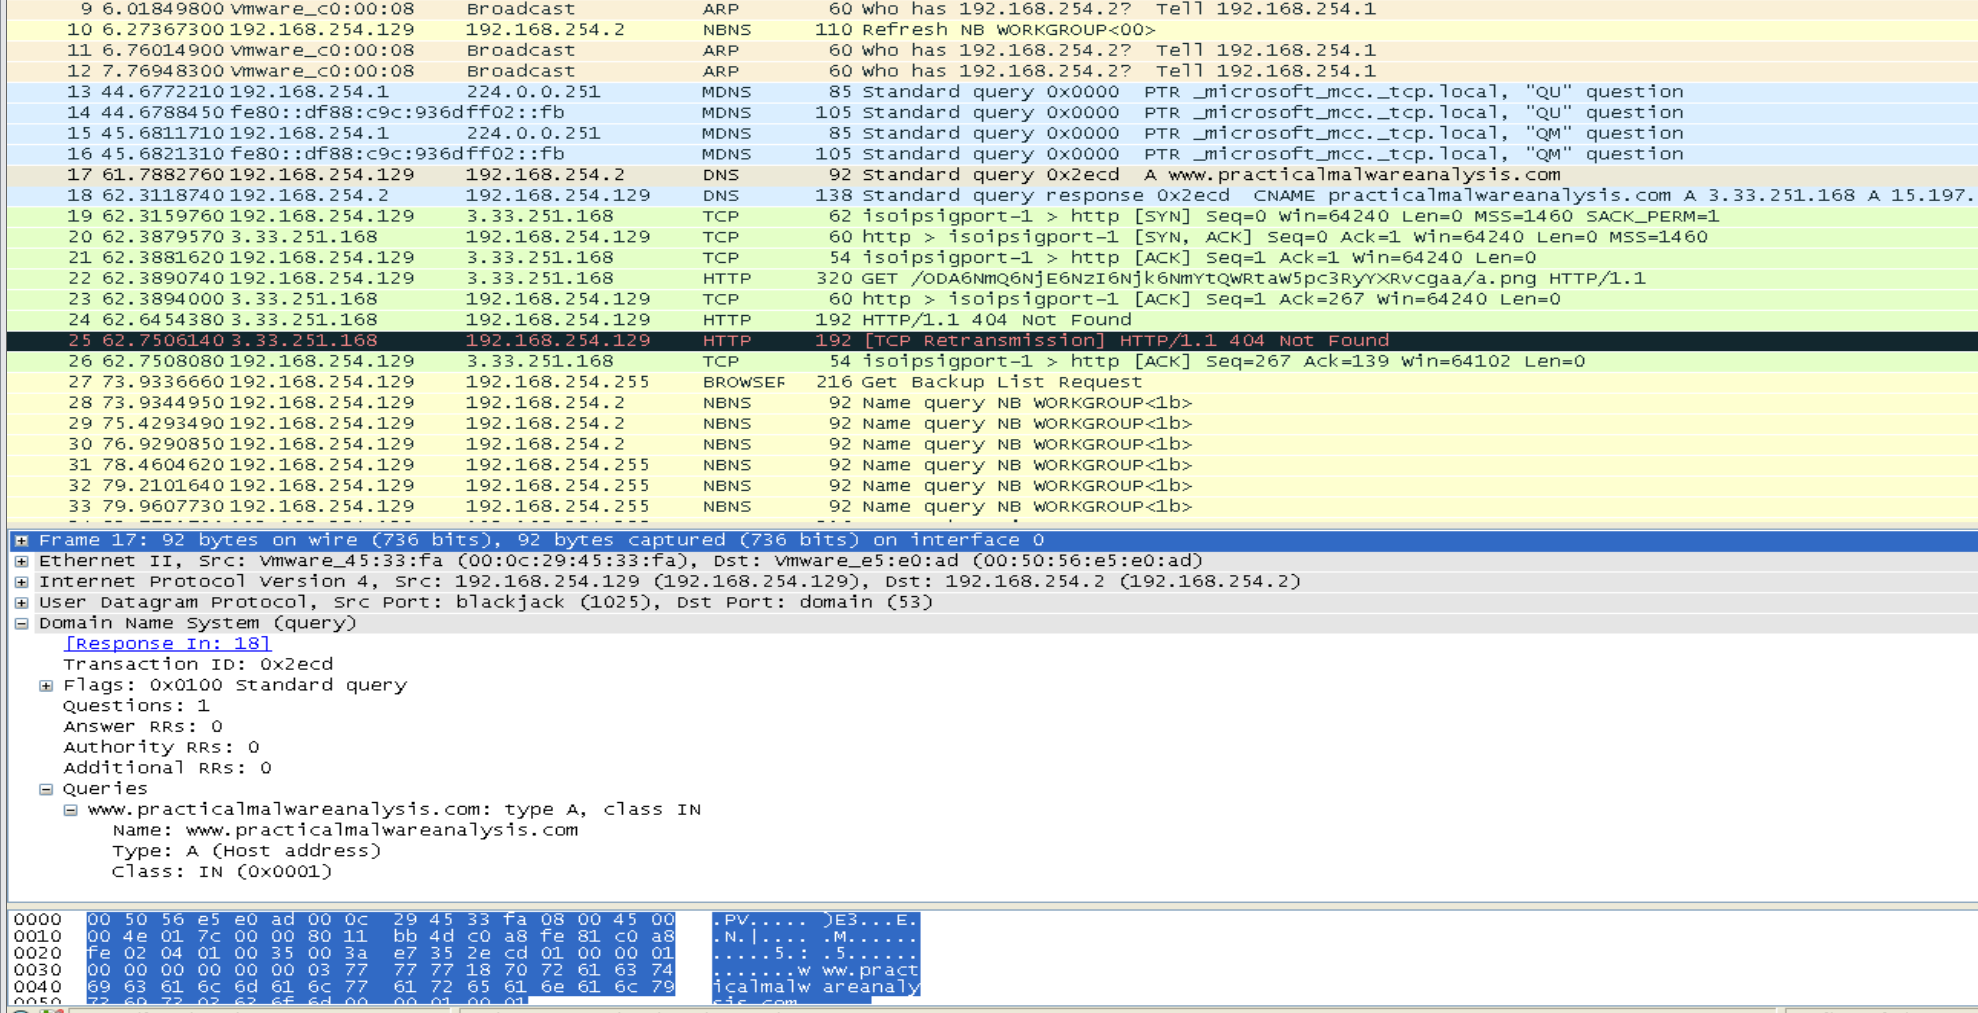 9 6.01849800 Vmware_c0:00:08 Broadcast ARP 60 Who has 192.168.254.2? Tell 192.168.254.1
10 6.27367300 192.168.254.129 192.168.254.2 NBNS 110 Refresh NB WORKGROUP<00>
11 6.76014900 Vmware_c0:00:08 Broadcast ARP 60 Who has 192.168.254.2? Tell 192.168.254.1
12 7.76948300 Vmware_c0:00:08 Broadcast ARP 60 Who has 192.168.254.2? Tell 192.168.254.1
13 44.6772210 192.168.254.1 224.0.0.251 MDNS 85 Standard query 0x0000 PTR _microsoft_mcc._tcp.local, "QU" question
14 44.6788450 fe80::df88:c9c:936dff02::fb MDNS 105 Standard query 0x0000 PTR _microsoft_mcc._tcp.local, "QU" question
15 45.6811710 192.168.254.1 224.0.0.251 MDNS 85 Standard query 0x0000 PTR _microsoft_mcc._tcp.local, "QM" question
16 45.6821310 fe80::df88:c9c:936dff02::fb MDNS 105 Standard query 0x0000 PTR _microsoft_mcc._tcp.local, "QM" question
17 61.7882760 192.168.254.129 192.168.254.2 DNS 92 Standard query 0x2ecd A www.practicalmalwareanalysis.com
18 62.3118740 192.168.254.2 192.168.254.129 DNS 138 Standard query response 0x2ecd CNAME practicalmalwareanalysis.com A 3.33.251.168 A 15.197.
19 62.3159760 192.168.254.129 3.33.251.168 TCP 62 isoipsigport-1 > http [SYN] Seq=0 Win=64240 Len=0 MSS=1460 SACK_PERM=1
20 62.3879570 3.33.251.168 192.168.254.129 TCP 60 http > isoipsigport-1 [SYN, ACK] Seq=0 Ack=1 Win=64240 Len=0 MSS=1460
21 62.3881620 192.168.254.129 3.33.251.168 TCP 54 isoipsigport-1 > http [ACK] Seq=1 Ack=1 Win=64240 Len=0
22 62.3890740 192.168.254.129 3.33.251.168 HTTP 320 GET /ODA6NmQ6NjE6NzI6Njk6NmYtQWRtaW5pc3RyYXRvcgaa/a.png HTTP/1.1
23 62.3894000 3.33.251.168 192.168.254.129 TCP 60 http > isoipsigport-1 [ACK] Seq=1 Ack=267 Win=64240 Len=0
24 62.6454380 3.33.251.168 192.168.254.129 HTTP 192 HTTP/1.1 404 Not Found
25 62.7506140 3.33.251.168 192.168.254.129 HTTP 192 [TCP Retransmission] HTTP/1.1 404 Not Found
26 62.7508080 192.168.254.129 3.33.251.168 TCP 54 isoipsigport-1 > http [ACK] Seq=267 Ack=139 Win=64102 Len=0
27 73.9336660 192.168.254.129 192.168.254.255 BROWSER 216 Get Backup List Request
28 73.9344950 192.168.254.129 192.168.254.2 NBNS 92 Name query NB WORKGROUP<1b>
29 75.4293490 192.168.254.129 192.168.254.2 NBNS 92 Name query NB WORKGROUP<1b>
30 76.9290850 192.168.254.129 192.168.254.2 NBNS 92 Name query NB WORKGROUP<1b>
31 78.4604620 192.168.254.129 192.168.254.255 NBNS 92 Name query NB WORKGROUP<1b>
32 79.2101640 192.168.254.129 192.168.254.255 NBNS 92 Name query NB WORKGROUP<1b>
33 79.9607730 192.168.254.129 192.168.254.255 NBNS 92 Name query NB WORKGROUP<1b>
Frame 17: 92 bytes on wire (736 bits), 92 bytes captured (736 bits) on interface 0
Ethernet II, Src: Vmware_45:33:fa (00:0c:29:45:33:fa), Dst: Vmware_e5:e0:ad (00:50:56:e5:e0:ad)
Internet Protocol Version 4, Src: 192.168.254.129 (192.168.254.129), Dst: 192.168.254.2 (192.168.254.2)
User Datagram Protocol, Src Port: blackjack (1025), Dst Port: domain (53)
Domain Name System (query)
[Response In: 18]
Transaction ID: 0x2ecd
Flags: 0x0100 Standard query
Questions: 1
Answer RRs: 0
Authority RRs: 0
Additional RRs: 0
Queries
www.practicalmalwareanalysis.com: type A, class IN
Name: www.practicalmalwareanalysis.com
Type: A (Host address)
Class: IN (0x0001)
0000 00 50 56 e5 e0 ad 00 0c 29 45 33 fa 08 00 45 00 .PV..... )E3...E.
0010 00 4e 01 7c 00 00 80 11 bb 4d c0 a8 fe 81 c0 a8 .N.|.... .M......
0020 fe 02 04 01 00 35 00 3a e7 35 2e cd 01 00 00 01 .....5.: .5......
0030 00 00 00 00 00 00 03 77 77 77 18 70 72 61 63 74 .......w ww.pract
0040 69 63 61 6c 6d 61 6c 77 61 72 65 61 6e 61 6c 79 icalmalw areanaly
0050 73 69 73 03 63 6f 6d 00 00 01 00 01 sis.com. ....